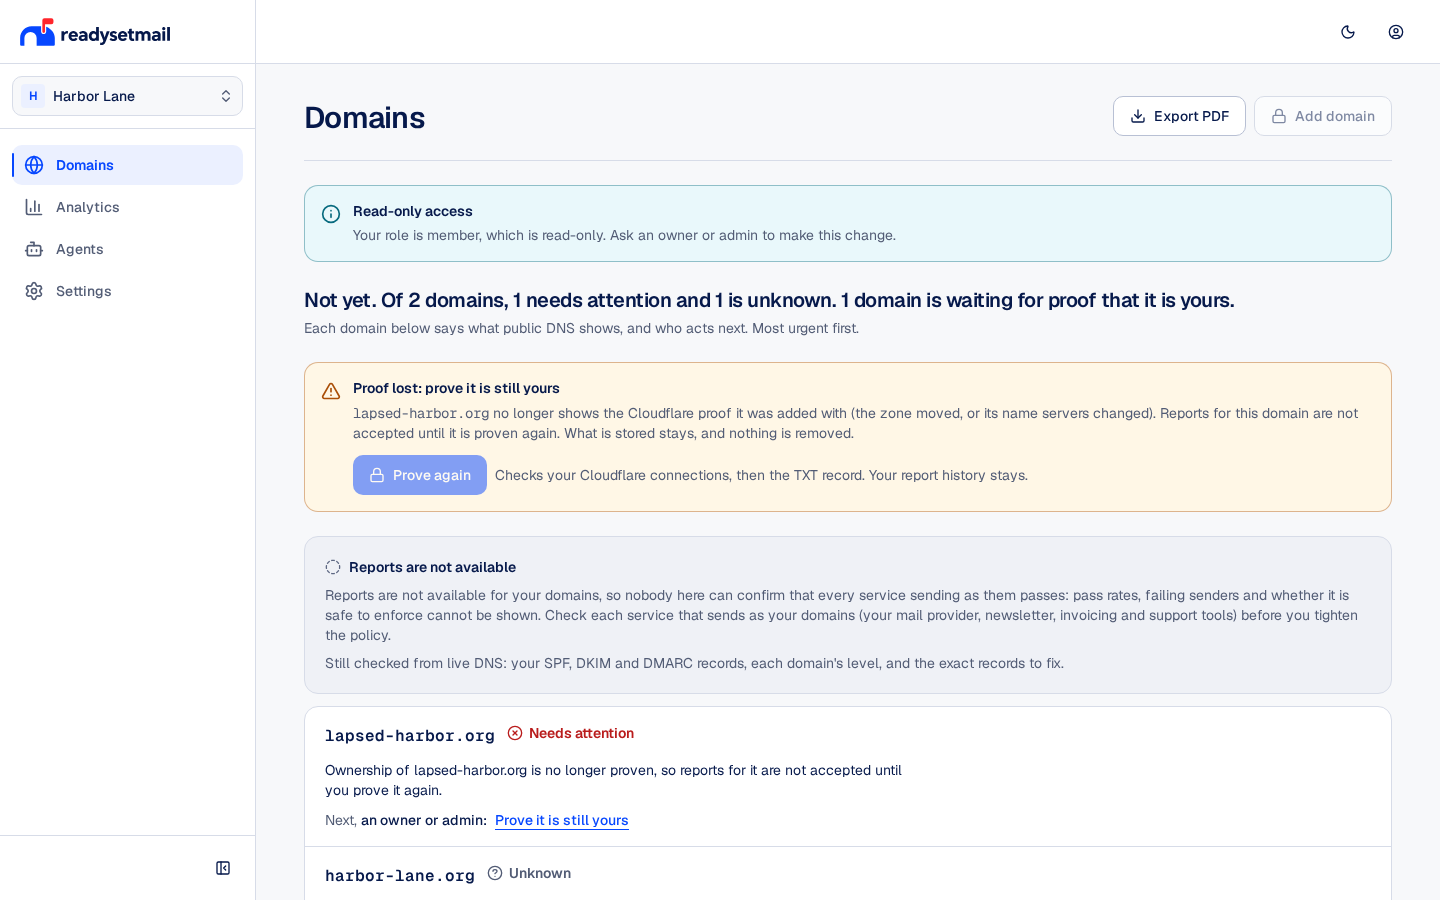 readysetmail
H Harbor Lane
Domains
Analytics
Agents
Settings
Domains
Export PDF
Add domain
Read-only access
Your role is member, which is read-only. Ask an owner or admin to make this change.
Not yet. Of 2 domains, 1 needs attention and 1 is unknown. 1 domain is waiting for proof that it is yours.
Each domain below says what public DNS shows, and who acts next. Most urgent first.
Proof lost: prove it is still yours
lapsed-harbor.org no longer shows the Cloudflare proof it was added with (the zone moved, or its name servers changed). Reports for this domain are not
accepted until it is proven again. What is stored stays, and nothing is removed.
Prove again
Checks your Cloudflare connections, then the TXT record. Your report history stays.
Reports are not available
Reports are not available for your domains, so nobody here can confirm that every service sending as them passes: pass rates, failing senders and whether it is
safe to enforce cannot be shown. Check each service that sends as your domains (your mail provider, newsletter, invoicing and support tools) before you tighten
the policy.
Still checked from live DNS: your SPF, DKIM and DMARC records, each domain's level, and the exact records to fix.
lapsed-harbor.org Needs attention
Ownership of lapsed-harbor.org is no longer proven, so reports for it are not accepted until
you prove it again.
Next, an owner or admin: Prove it is still yours
harbor-lane.org Unknown